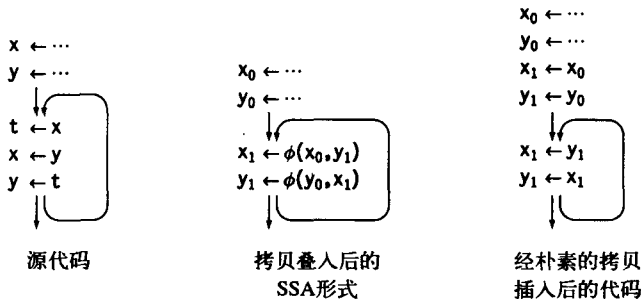 x ← ⋯
y ← ⋯
t ← x
x ← y
y ← t
源代码
x₀ ← ⋯
y₀ ← ⋯
x₁ ← ϕ(x₀,y₁)
y₁ ← ϕ(y₀,x₁)
拷贝叠入后的
SSA形式
x₀ ← ⋯
y₀ ← ⋯
x₁ ← x₀
y₁ ← y₀
x₁ ← y₁
y₁ ← x₁
经朴素的拷贝
插入后的代码